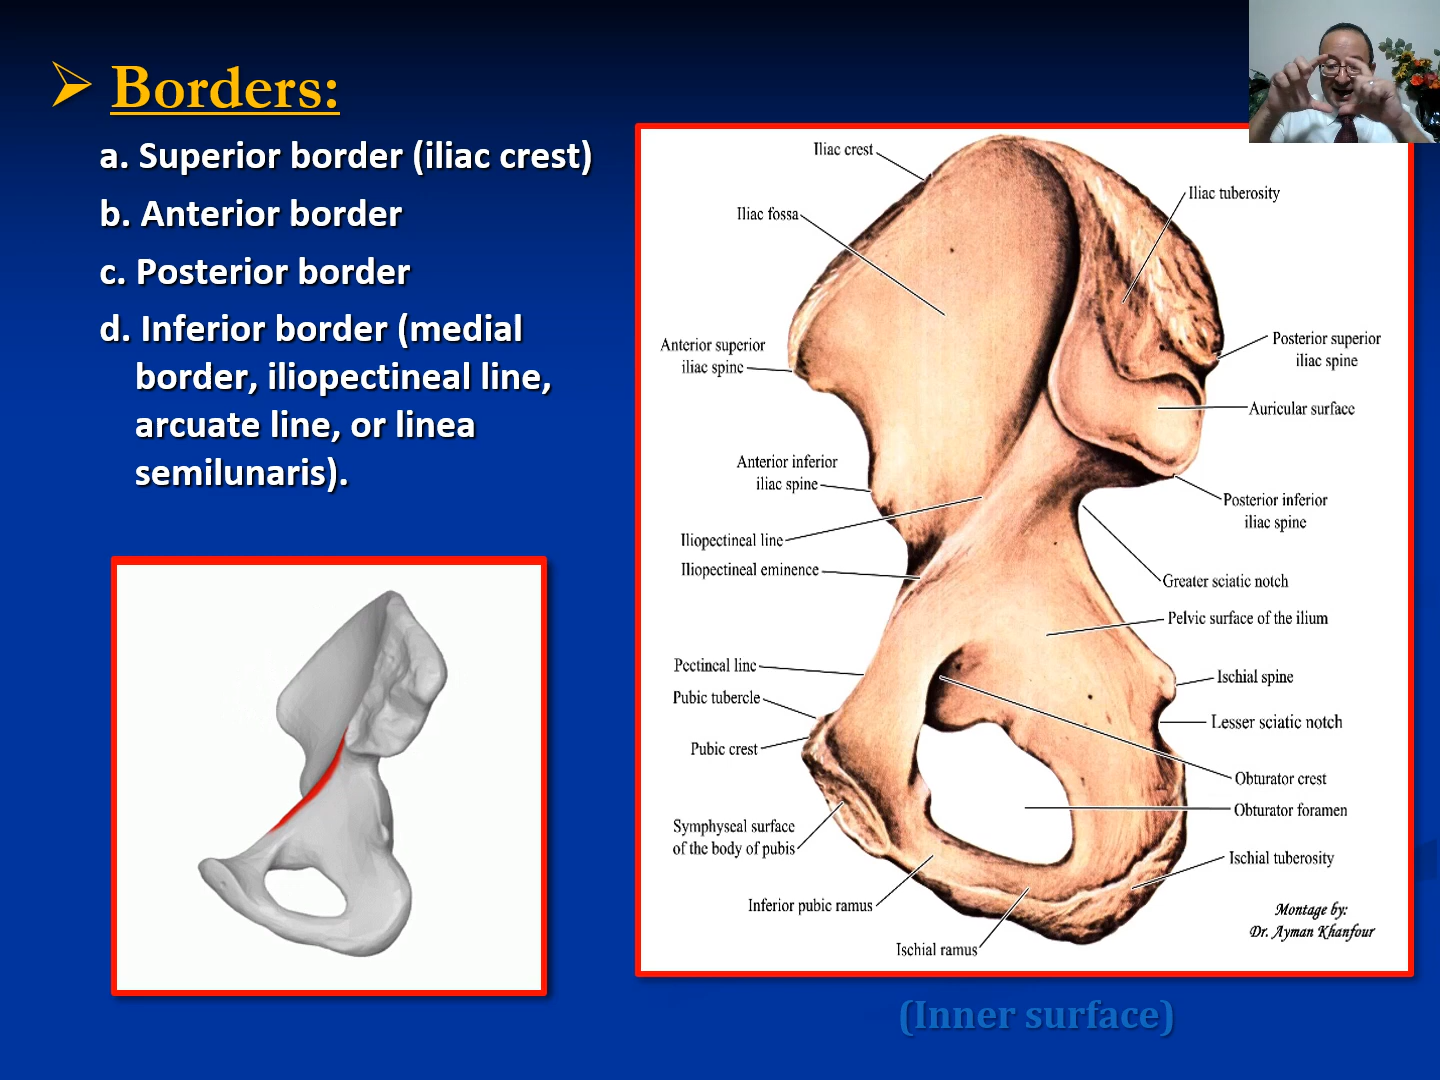 Borders:
a. Superior border (iliac crest)
b. Anterior border
c. Posterior border
d. Inferior border (medial
border, iliopectineal line,
arcuate line, or linea
semilunaris).
Iliac crest
Iliac fossa
Iliac tuberosity
Anterior superior
iliac spine
Posterior superior
iliac spine
Auricular surface
Anterior inferior
iliac spine
Posterior inferior
iliac spine
Iliopectineal line
Iliopectineal eminence
Greater sciatic notch
Pelvic surface of the ilium
Pectineal line
Ischial spine
Pubic tubercle
Lesser sciatic notch
Pubic crest
Obturator crest
Obturator foramen
Symphyseal surface
of the body of pubis
Ischial tuberosity
Inferior pubic ramus
Ischial ramus
Montage by:
Dr. Ayman Khanfour
(Inner surface)